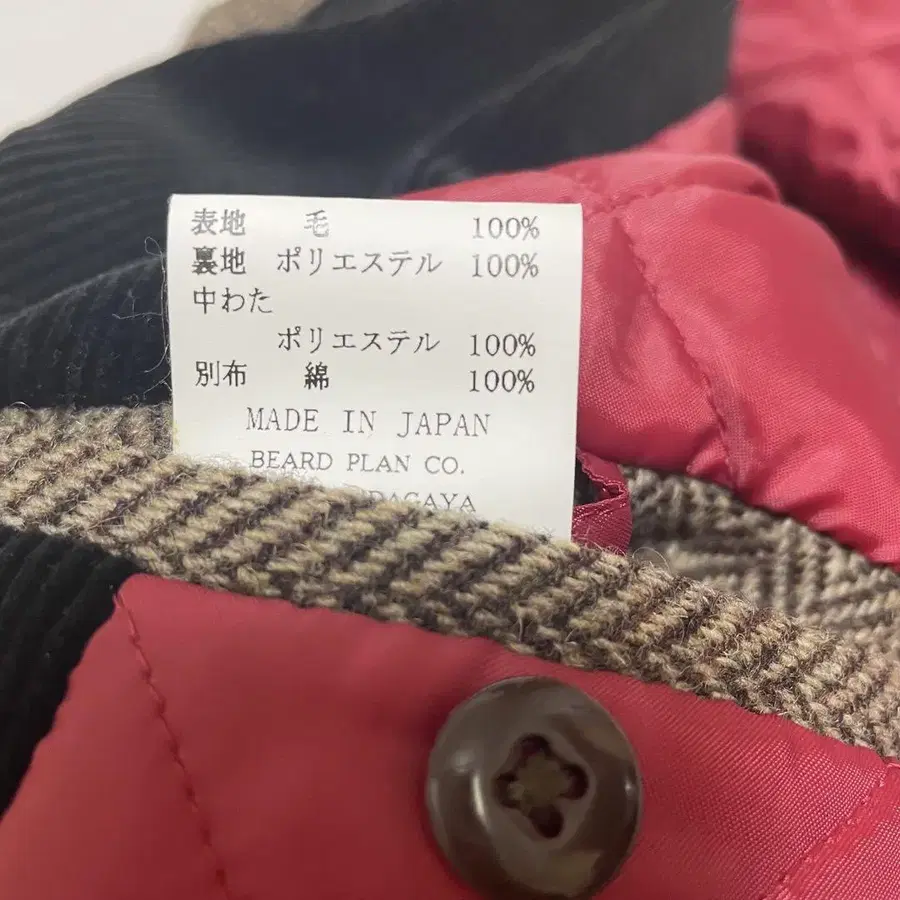 表地 毛 100%
裏地 ポリエステル 100%
中わた
ポリエステル 100%
別布 綿 100%
MADE IN JAPAN
BEARD PLAN CO.